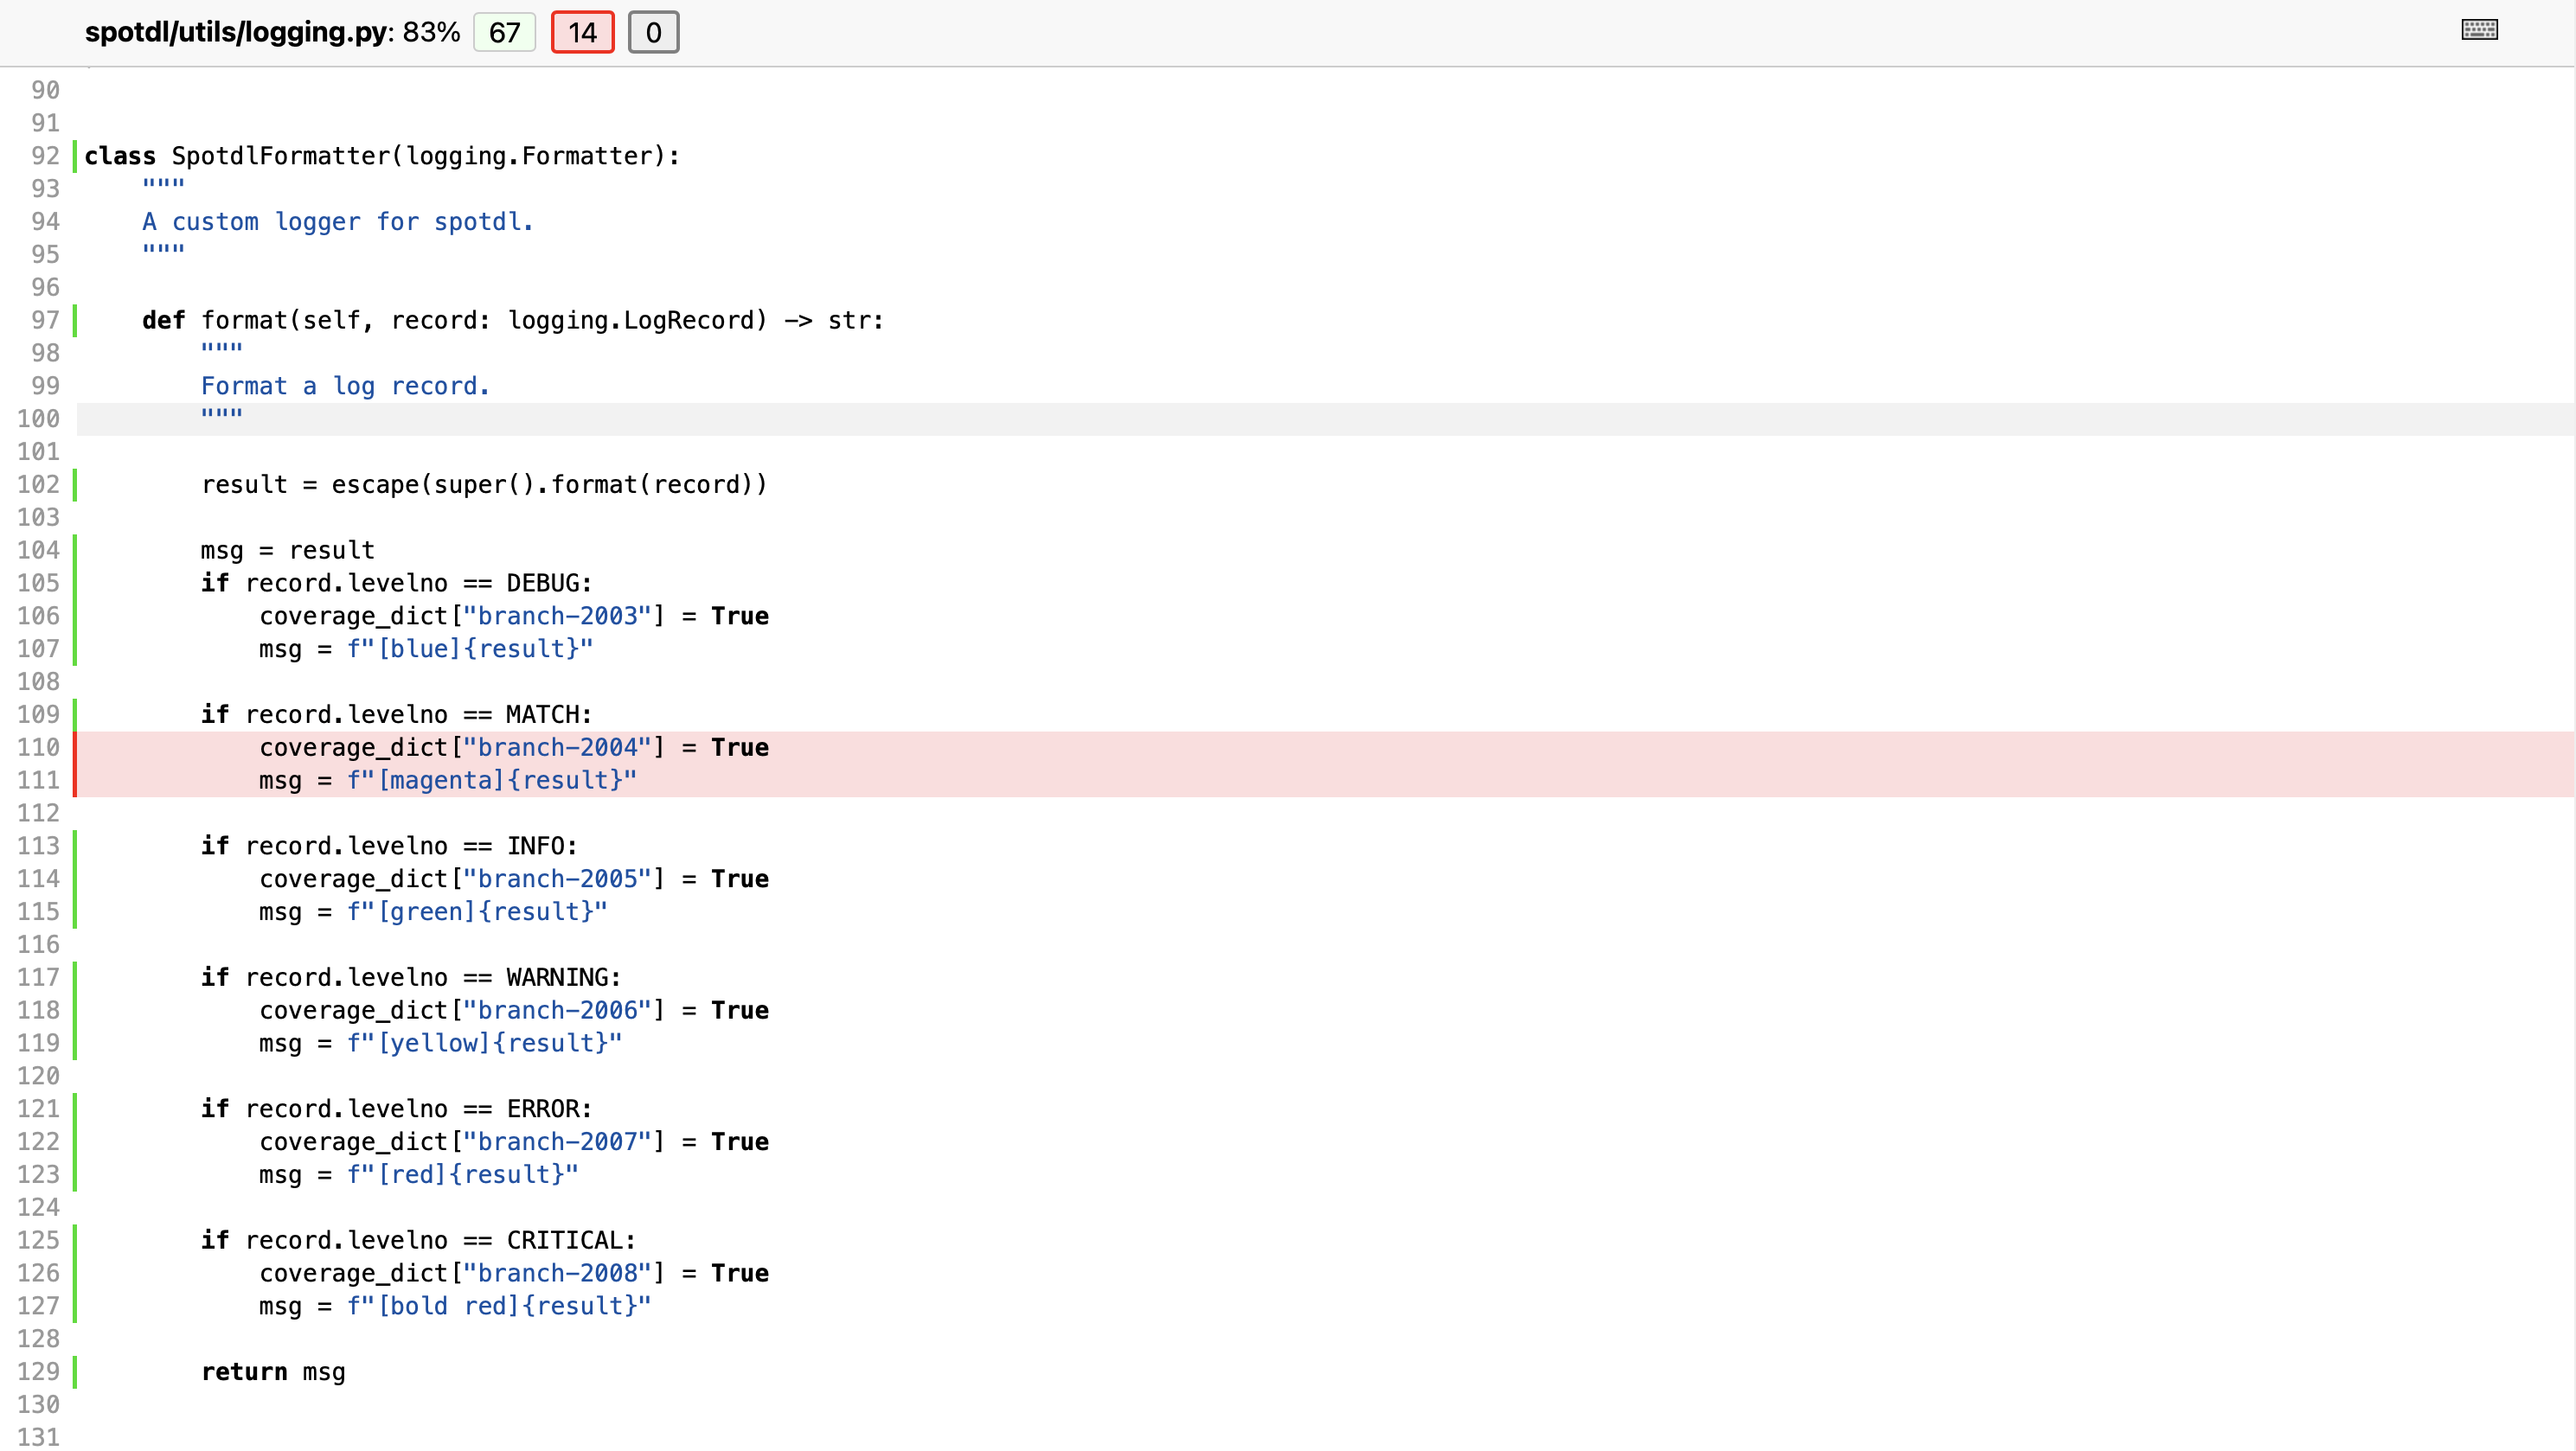 spotdl/utils/logging.py: 83% 67 14 0
90
91
92 class SpotdlFormatter(logging.Formatter):
93     """
94     A custom logger for spotdl.
95     """
96
97     def format(self, record: logging.LogRecord) -> str:
98         """
99         Format a log record.
100         """
101
102         result = escape(super().format(record))
103
104         msg = result
105         if record.levelno == DEBUG:
106             coverage_dict["branch-2003"] = True
107             msg = f"[blue]{result}"
108
109         if record.levelno == MATCH:
110             coverage_dict["branch-2004"] = True
111             msg = f"[magenta]{result}"
112
113         if record.levelno == INFO:
114             coverage_dict["branch-2005"] = True
115             msg = f"[green]{result}"
116
117         if record.levelno == WARNING:
118             coverage_dict["branch-2006"] = True
119             msg = f"[yellow]{result}"
120
121         if record.levelno == ERROR:
122             coverage_dict["branch-2007"] = True
123             msg = f"[red]{result}"
124
125         if record.levelno == CRITICAL:
126             coverage_dict["branch-2008"] = True
127             msg = f"[bold red]{result}"
128
129         return msg
130
131